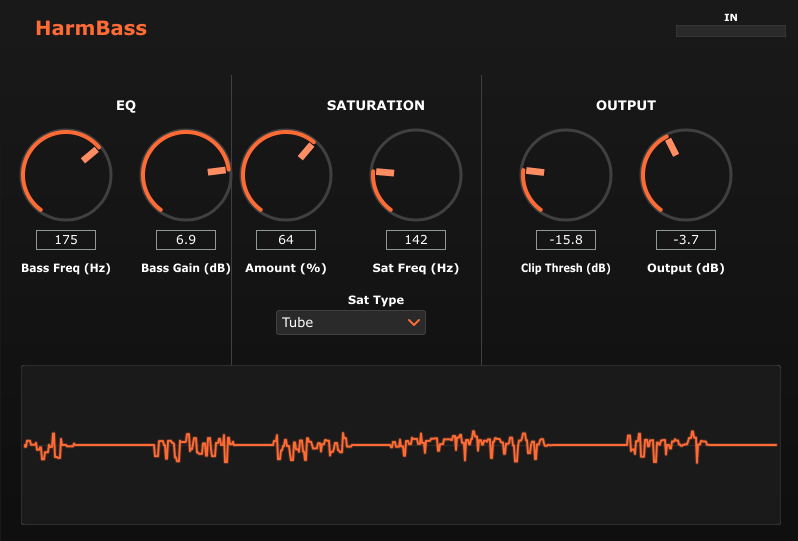 HarmBass
IN
EQ
SATURATION
OUTPUT
175
6.9
64
142
-15.8
-3.7
Bass Freq (Hz)
Bass Gain (dB)
Amount (%)
Sat Freq (Hz)
Clip Thresh (dB)
Output (dB)
Sat Type
Tube